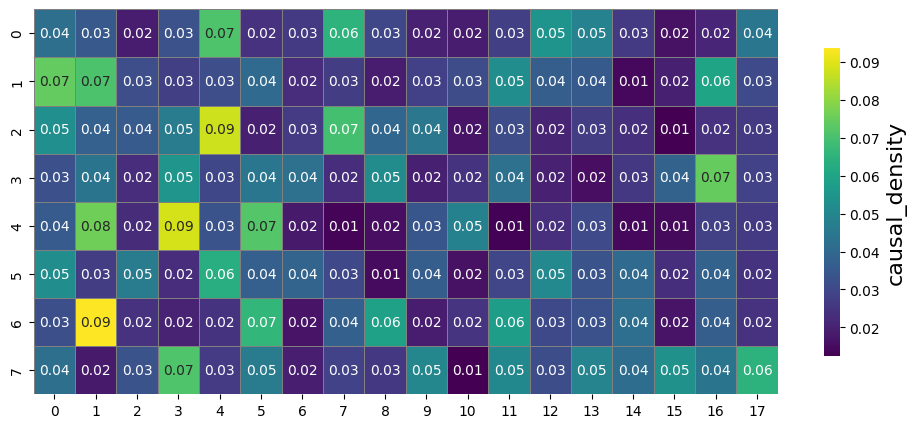 0 0.04 0.03 0.02 0.03 0.07 0.02 0.03 0.06 0.03 0.02 0.02 0.03 0.05 0.05 0.03 0.02 0.02 0.04
1 0.07 0.07 0.03 0.03 0.03 0.04 0.02 0.03 0.02 0.03 0.03 0.05 0.04 0.04 0.01 0.02 0.06 0.03
2 0.05 0.04 0.04 0.05 0.09 0.02 0.03 0.07 0.04 0.04 0.02 0.03 0.02 0.03 0.02 0.01 0.02 0.03
3 0.03 0.04 0.02 0.05 0.03 0.04 0.04 0.02 0.05 0.02 0.02 0.04 0.02 0.02 0.03 0.04 0.07 0.03
4 0.04 0.08 0.02 0.09 0.03 0.07 0.02 0.01 0.02 0.03 0.05 0.01 0.02 0.03 0.01 0.01 0.03 0.03
5 0.05 0.03 0.05 0.02 0.06 0.04 0.04 0.03 0.01 0.04 0.02 0.03 0.05 0.03 0.04 0.02 0.04 0.02
6 0.03 0.09 0.02 0.02 0.02 0.07 0.02 0.04 0.06 0.02 0.02 0.06 0.03 0.03 0.04 0.02 0.04 0.02
7 0.04 0.02 0.03 0.07 0.03 0.05 0.02 0.03 0.03 0.05 0.01 0.05 0.03 0.05 0.04 0.05 0.04 0.06
0 1 2 3 4 5 6 7 8 9 10 11 12 13 14 15 16 17
0.09
0.08
0.07
0.06
0.05
0.04
0.03
0.02
causal_density